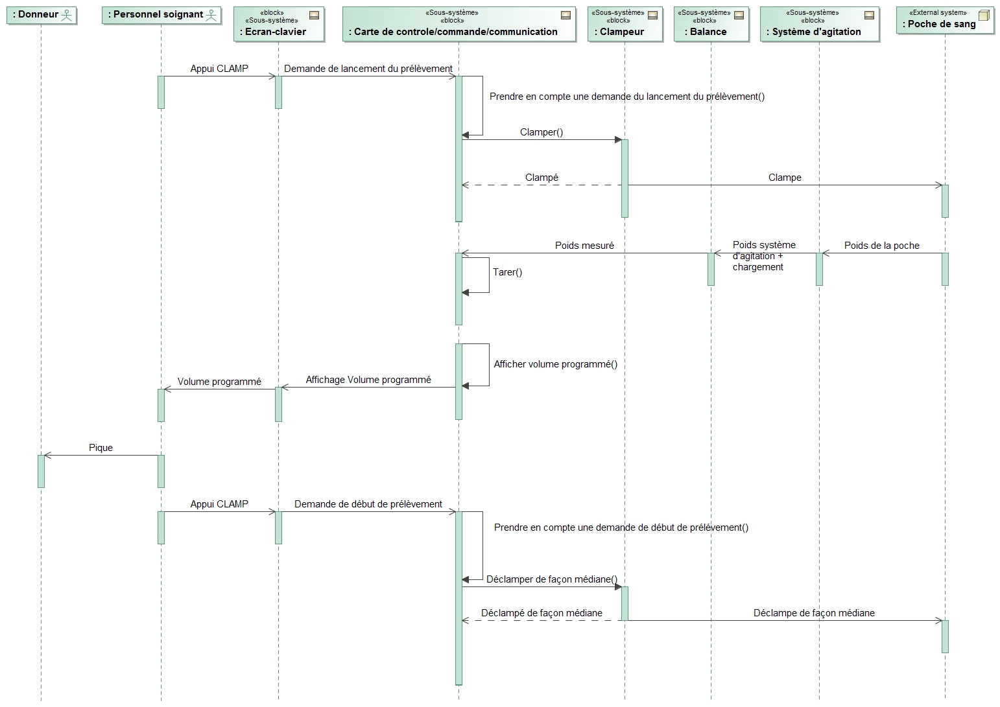 : Donneur
: Personnel soignant
«block»
«Sous-système»
: Ecran-clavier
«Sous-système»
«block»
: Carte de controle/commande/communication
«Sous-système»
«block»
: Clampeur
«Sous-système»
«block»
: Balance
«Sous-système»
«block»
: Système d'agitation
«External system»
: Poche de sang
Appui CLAMP
Demande de lancement du prélèvement
Prendre en compte une demande du lancement du prélèvement()
Clamper()
Clampé
Clampe
Poids mesuré
Poids système
d'agitation +
chargement
Poids de la poche
Tarer()
Afficher volume programmé()
Affichage Volume programmé
Volume programmé
Pique
Appui CLAMP
Demande de début de prélèvement
Prendre en compte une demande de début de prélévement()
Déclamper de façon médiane()
Déclampé de façon médiane
Déclampe de façon médiane